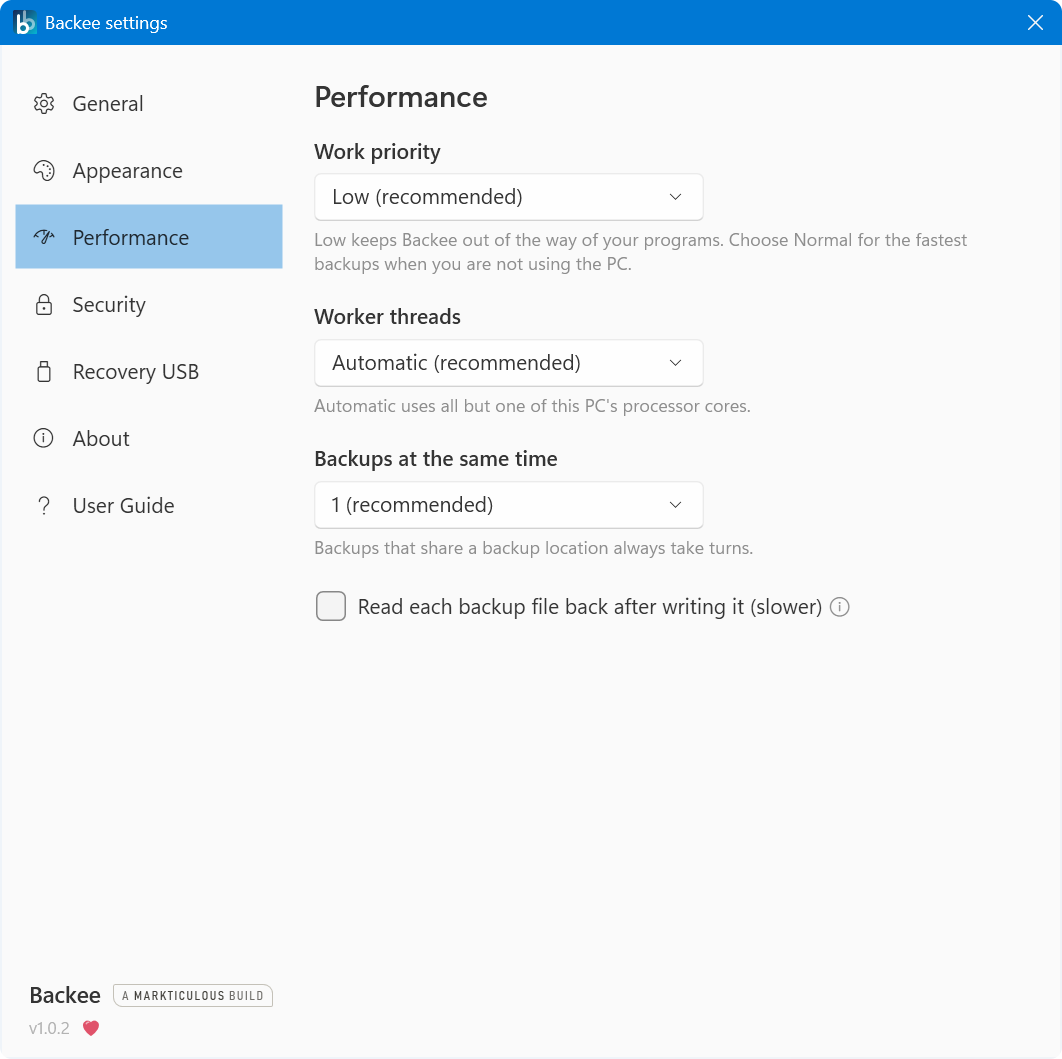 Backee settings
General
Appearance
Performance
Security
Recovery USB
About
User Guide
Performance
Work priority
Low (recommended)
Low keeps Backee out of the way of your programs. Choose Normal for the fastest
backups when you are not using the PC.
Worker threads
Automatic (recommended)
Automatic uses all but one of this PC's processor cores.
Backups at the same time
1 (recommended)
Backups that share a backup location always take turns.
Read each backup file back after writing it (slower)
Backee A MARKTICULOUS BUILD
v1.0.2